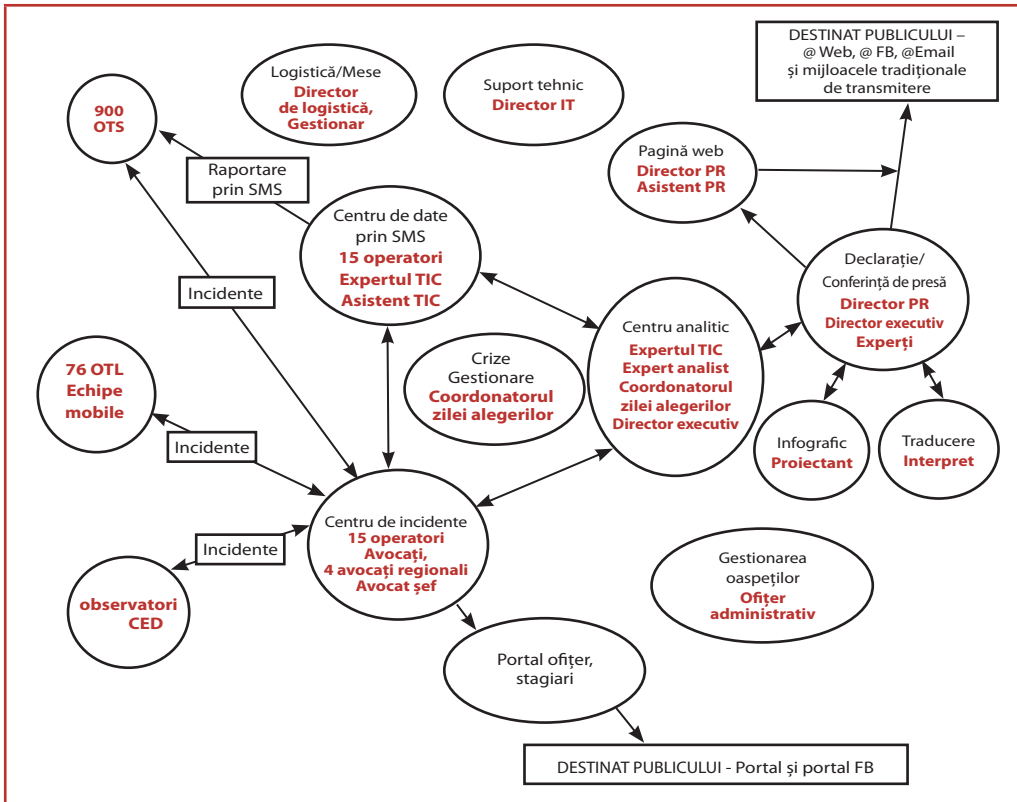 DESTINAT PUBLICULUI –
@ Web, @ FB, @Email
și mijloacele tradiționale
de transmitere
Logistică/Mese
Director
de logistică,
Gestionar
Suport tehnic
Director IT
900
OTS
Raportare
prin SMS
Pagină web
Director PR
Asistent PR
Centru de date
prin SMS
15 operatori
Expertul TIC
Asistent TIC
Declarație/
Conferință de presă
Director PR
Director executiv
Experți
Incidente
Centru analitic
Expertul TIC
Expert analist
Coordonatorul
zilei alegerilor
Director executiv
Crize
Gestionare
Coordonatorul
zilei alegerilor
76 OTL
Echipe
mobile
Incidente
Infografic
Proiectant
Traducere
Interpret
Centru de incidente
15 operatori
Avocați,
4 avocați regionali
Avocat șef
Incidente
observatori
CED
Gestionarea
oaspeților
Ofițer
administrativ
Portal ofițer,
stagiari
DESTINAT PUBLICULUI - Portal și portal FB